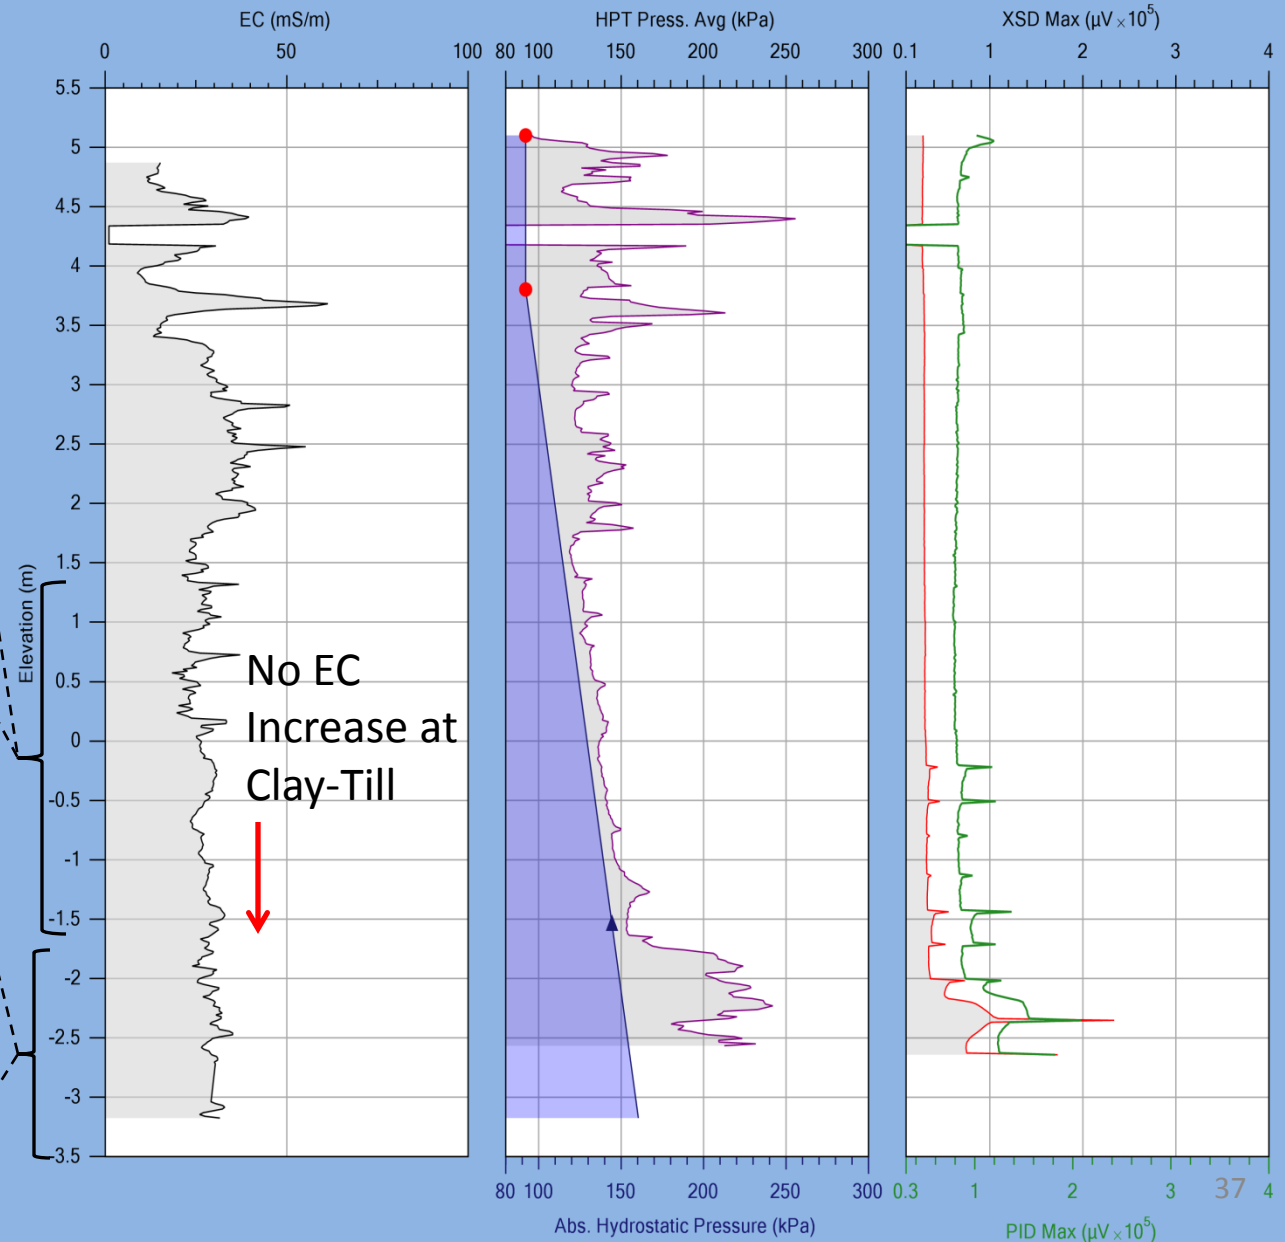 EC (mS/m)
HPT Press. Avg (kPa)
XSD Max (µV ×10⁵)
0 50 100
80 100 150 200 250 300
0.1 1 2 3 4
5.5
5
4.5
4
3.5
3
2.5
2
1.5
1
0.5
0
-0.5
-1
-1.5
-2
-2.5
-3
-3.5
Elevation (m)
No EC
Increase at
Clay-Till
80 100 150 200 250 300
Abs. Hydrostatic Pressure (kPa)
0.3 1 2 3 4
PID Max (µV ×10⁵)
37